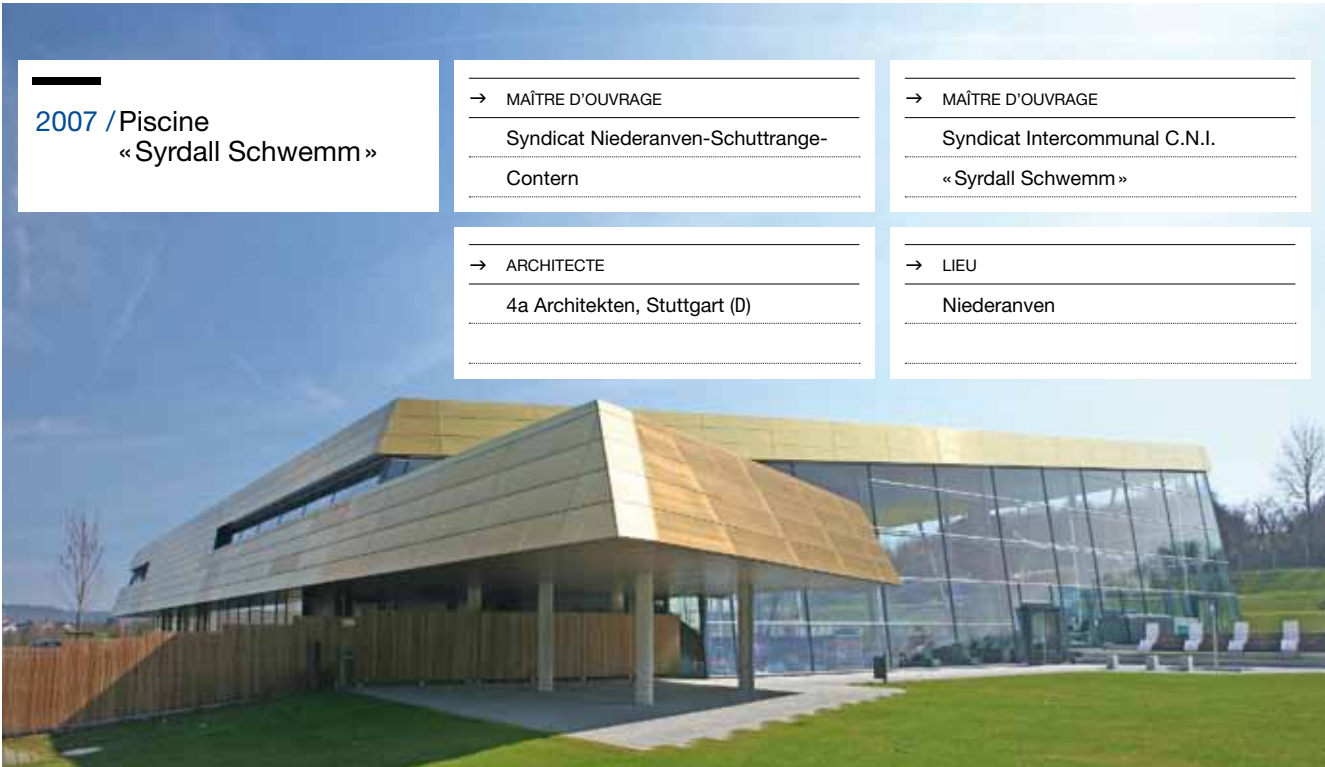 2007 / Piscine
«Syrdall Schwemm»
→ MAÎTRE D'OUVRAGE
Syndicat Niederanven-Schuttrange-
Contern
→ MAÎTRE D'OUVRAGE
Syndicat Intercommunal C.N.I.
«Syrdall Schwemm»
→ ARCHITECTE
4a Architekten, Stuttgart (D)
→ LIEU
Niederanven